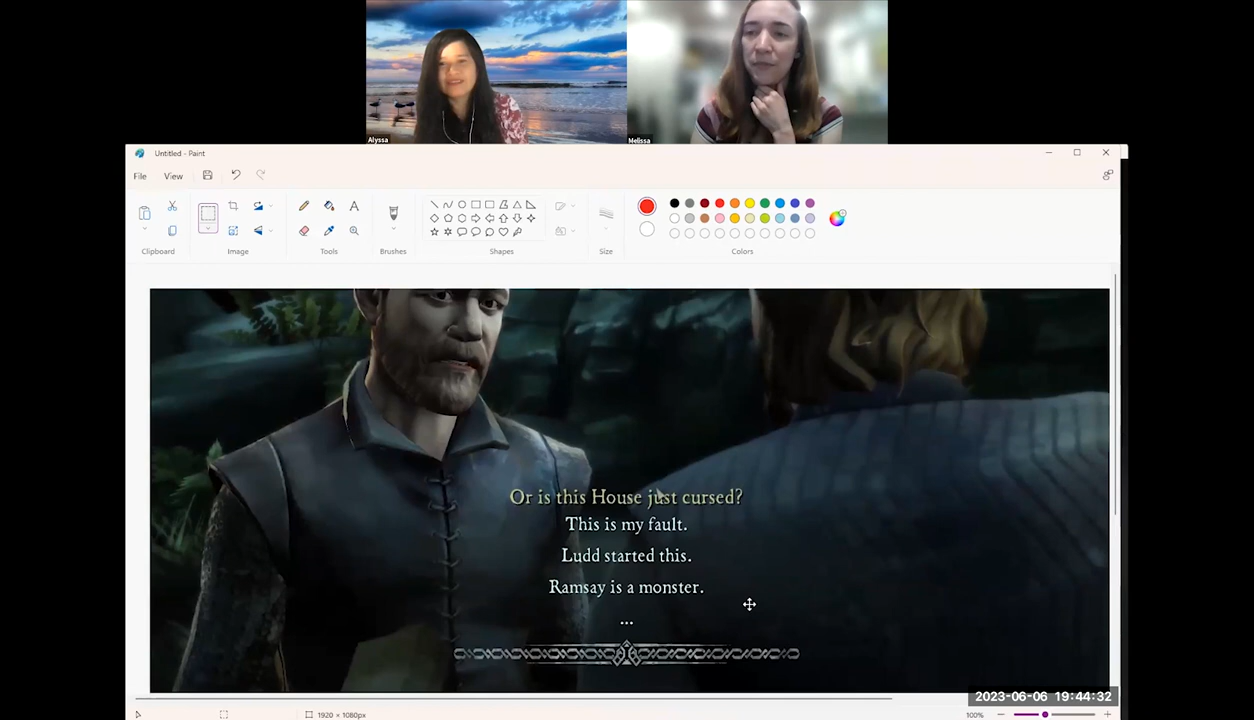 Alyssa
Melissa
Untitled - Paint
File View
Clipboard
Image
Tools
Brushes
Shapes
Size
Colors
Or is this House just cursed?
This is my fault.
Ludd started this.
Ramsay is a monster.
...
2023-06-06 19:44:32
1920 × 1080px
100%